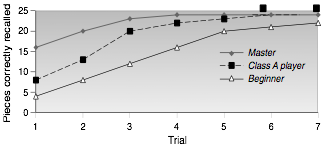 Pieces correctly recalled
25
20
15
10
5
0
Master
Class A player
Beginner
1 2 3 4 5 6 7
Trial